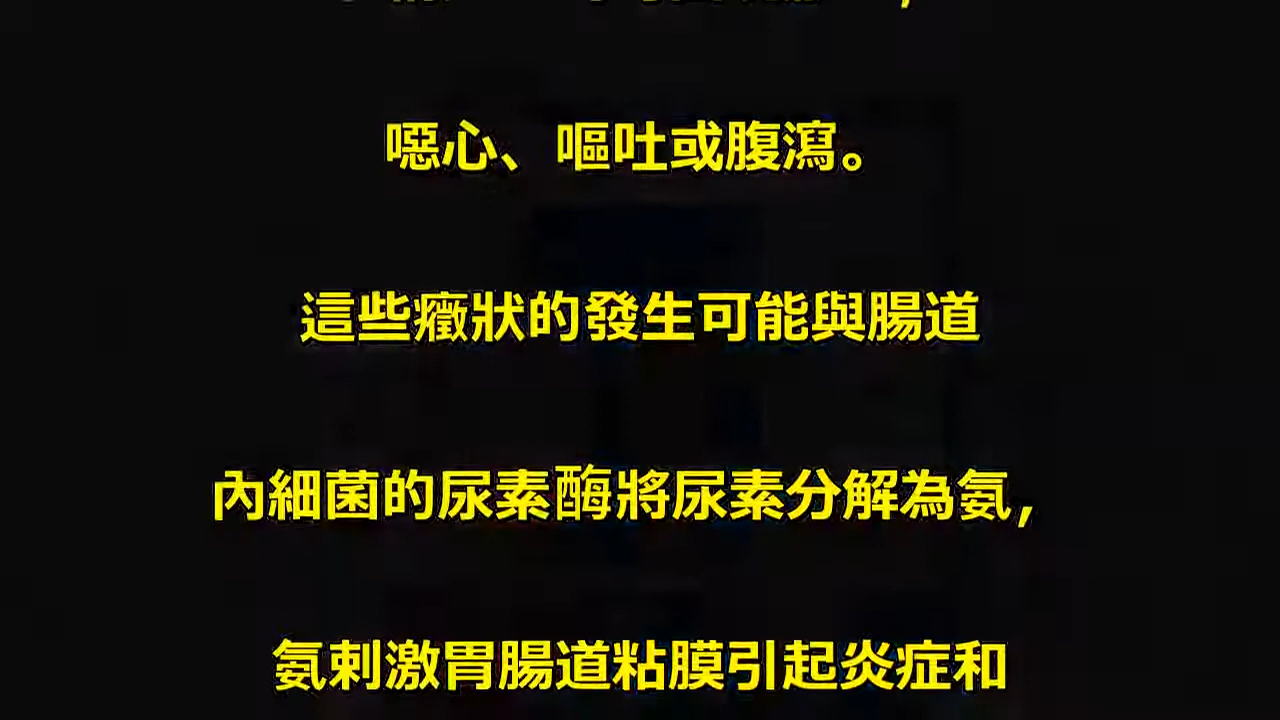 噁心、嘔吐或腹瀉。
這些癥狀的發生可能與腸道
內細菌的尿素酶將尿素分解為氨,
氨刺激胃腸道粘膜引起炎症和